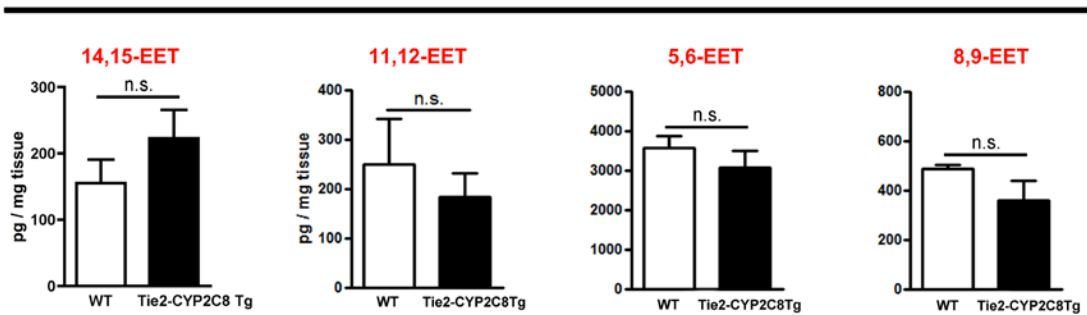 14,15-EET
n.s.
300
200
100
0
pg / mg tissue
WT Tie2-CYP2C8 Tg
11,12-EET
n.s.
400
300
200
100
0
pg / mg tissue
WT Tie2-CYP2C8Tg
5,6-EET
n.s.
5000
4000
3000
2000
1000
0
WT Tie2-CYP2C8Tg
8,9-EET
n.s.
800
600
400
200
0
WT Tie2-CYP2C8Tg